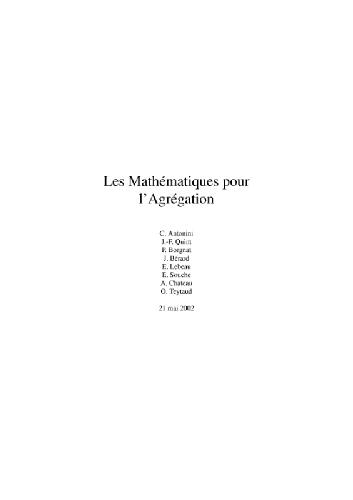 Les Mathématiques pour
l'Agrégation
C. Antonini
J.-F. Quint
P. Borgnat
J. Bérard
E. Lebeau
E. Souche
A. Chateau
O. Teytaud
21 mai 2002